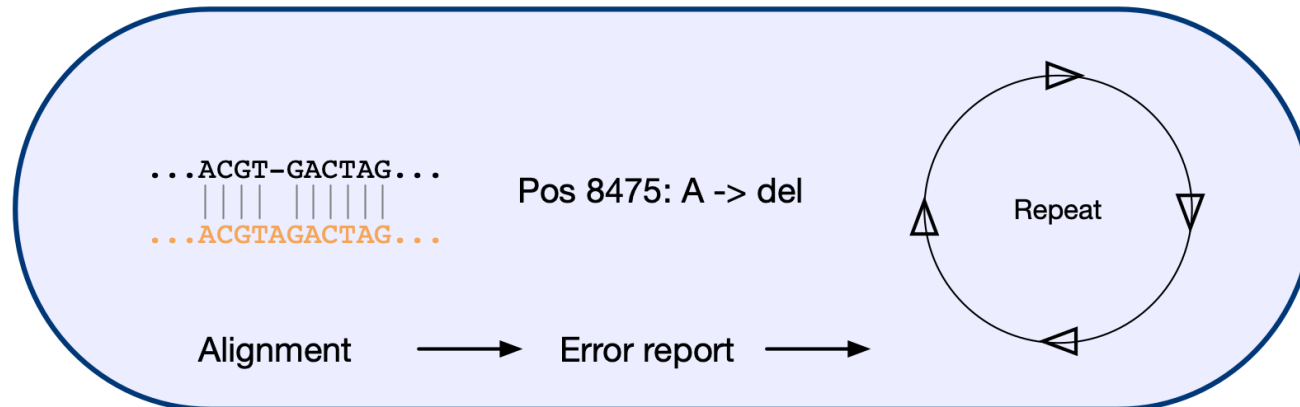 ...ACGT-GACTAG...
...ACGTAGACTAG...
Pos 8475: A -> del
Repeat
Alignment
Error report